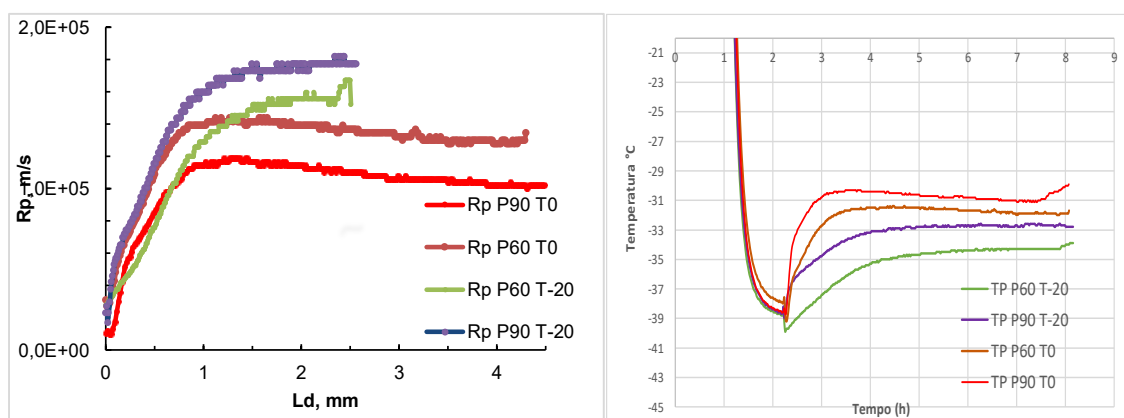 2,0E+05
Rp, m/s
0E+05
0,0E+00
0
1
2
3
4
Ld, mm
Rp P90 T0
Rp P60 T0
Rp P60 T-20
Rp P90 T-20
-21
0
1
2
3
4
5
6
7
8
9
-23
-25
-27
-29
-31
-33
-35
-37
-39
-41
-43
-45
Temperatura °C
Tempo (h)
TP P60 T-20
TP P90 T-20
TP P60 T0
TP P90 T0